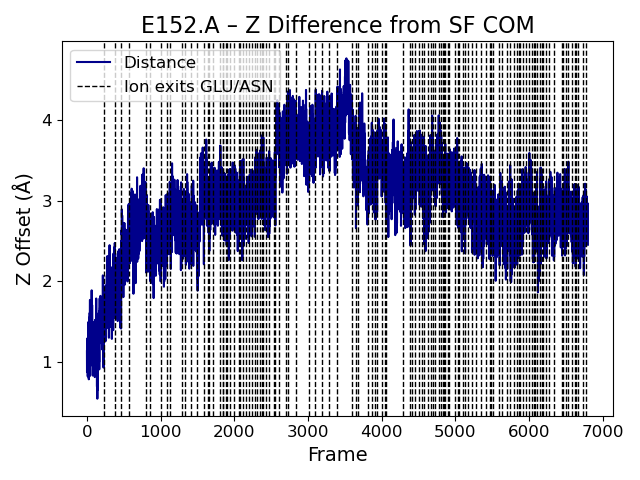 E152.A – Z Difference from SF COM
Distance
Ion exits GLU/ASN
Z Offset (Å)
4
3
2
1
0 1000 2000 3000 4000 5000 6000 7000
Frame